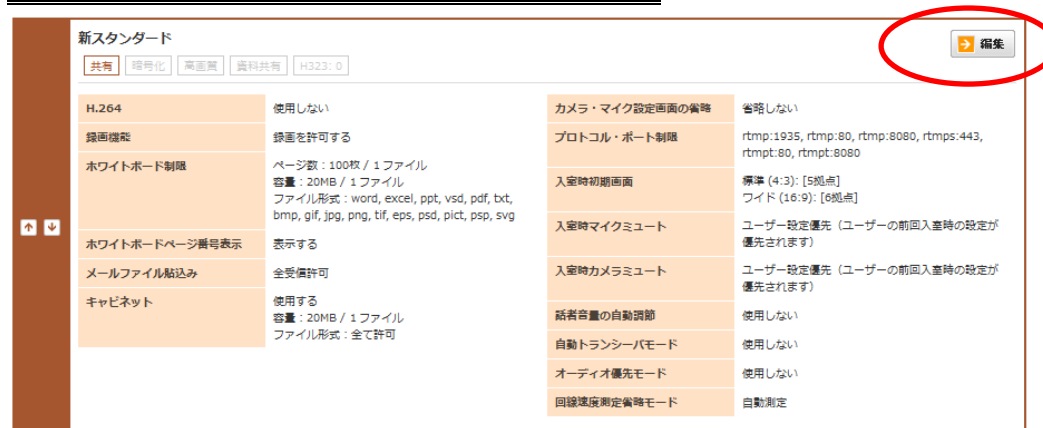 新スタンダード
編集
共有 暗号化 高画質 資料共有 H323: 0
H.264 使用しない
録画機能 録画を許可する
ホワイトボード制限 ページ数：100枚 / 1 ファイル
容量：20MB / 1 ファイル
ファイル形式：word, excel, ppt, vsd, pdf, txt,
bmp, gif, jpg, png, tif, eps, psd, pict, psp, svg
ホワイトボードページ番号表示 表示する
メールファイル貼込み 全受信許可
キャビネット 使用する
容量：20MB / 1 ファイル
ファイル形式：全て許可
カメラ・マイク設定画面の省略 省略しない
プロトコル・ポート制限 rtmp:1935, rtmp:80, rtmp:8080, rtmps:443,
rtmpt:80, rtmpt:8080
入室時初期画面 標準 (4:3): [5拠点]
ワイド (16:9): [6拠点]
入室時マイクミュート ユーザー設定優先（ユーザーの前回入室時の設定が
優先されます）
入室時カメラミュート ユーザー設定優先（ユーザーの前回入室時の設定が
優先されます）
話者音量の自動調節 使用しない
自動トランシーバモード 使用しない
オーディオ優先モード 使用しない
回線速度測定省略モード 自動測定